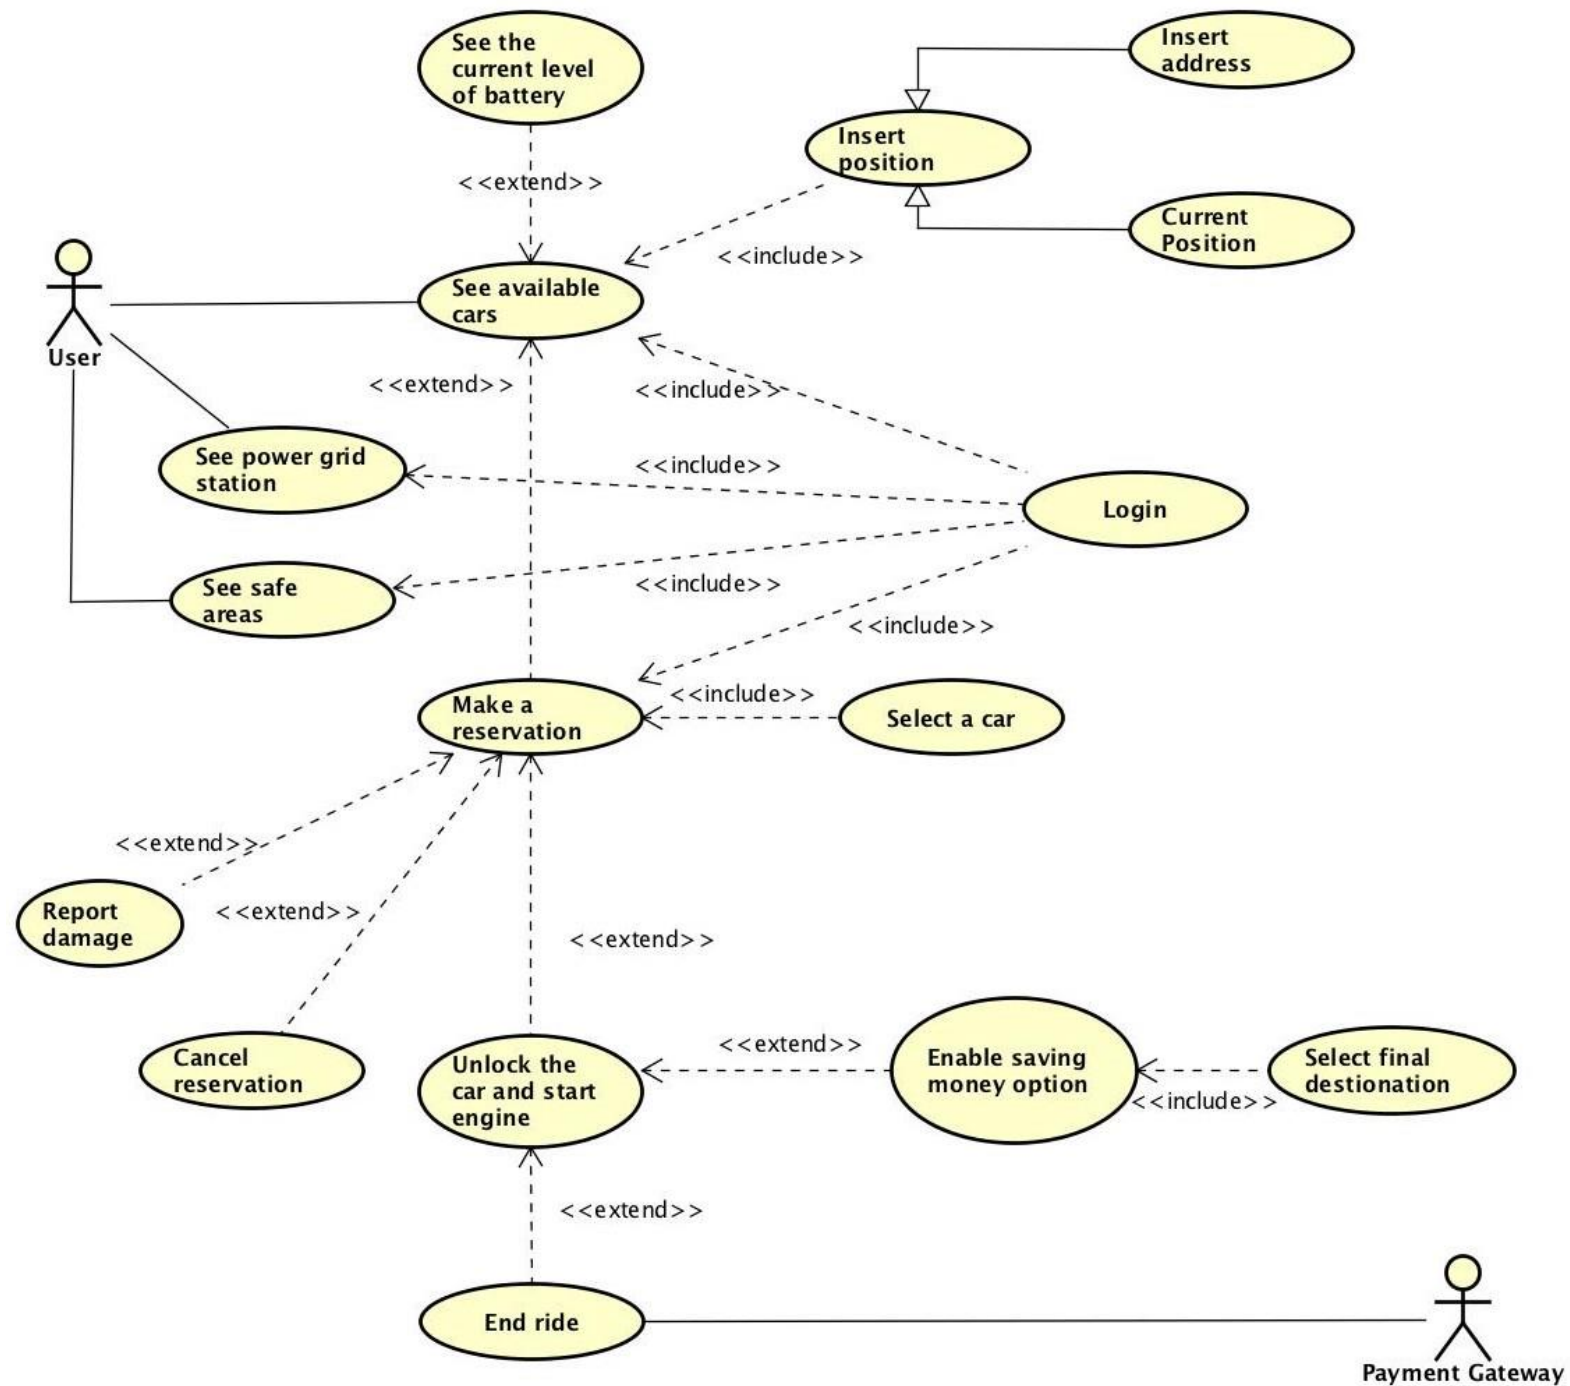 See the
current level
of battery
Insert
address
Insert
position
<<extend>>
Current
Position
<<include>>
See available
cars
User
<<extend>>
<<include>>
See power grid
station
<<include>>
Login
See safe
areas
<<include>>
<<include>>
<<include>>
Make a
reservation
Select a car
<<extend>>
Report
damage
<<extend>>
<<extend>>
Cancel
reservation
Unlock the
car and start
engine
<<extend>>
Enable saving
money option
Select final
destionation
<<include>>
<<extend>>
End ride
Payment Gateway